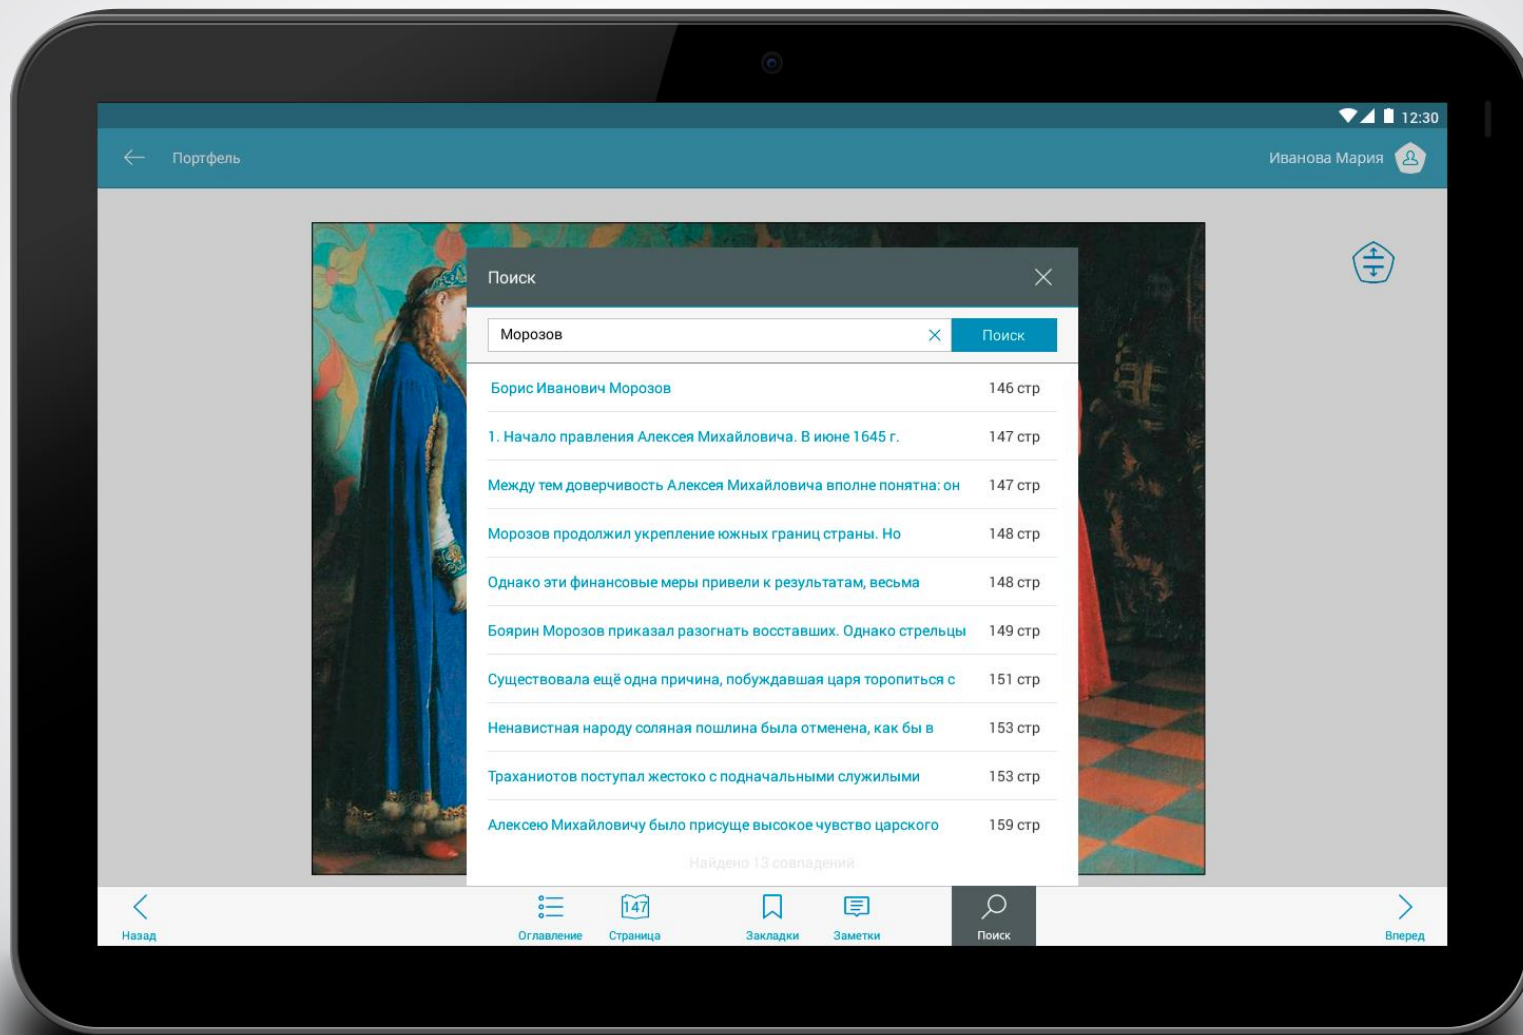 12:30
Портфель
Иванова Мария
Поиск
Морозов
Поиск
Борис Иванович Морозов 146 стр
1. Начало правления Алексея Михайловича. В июне 1645 г. 147 стр
Между тем доверчивость Алексея Михайловича вполне понятна: он 147 стр
Морозов продолжил укрепление южных границ страны. Но 148 стр
Однако эти финансовые меры привели к результатам, весьма 148 стр
Боярин Морозов приказал разогнать восставших. Однако стрельцы 149 стр
Существовала ещё одна причина, побуждавшая царя торопиться с 151 стр
Ненавистная народу соляная пошлина была отменена, как бы в 153 стр
Траханиотов поступал жестоко с подначальными служилыми 153 стр
Алексею Михайловичу было присуще высокое чувство царского 159 стр
Найдено 13 совпадений
147
Назад Оглавление Страница Закладки Заметки Поиск Вперед